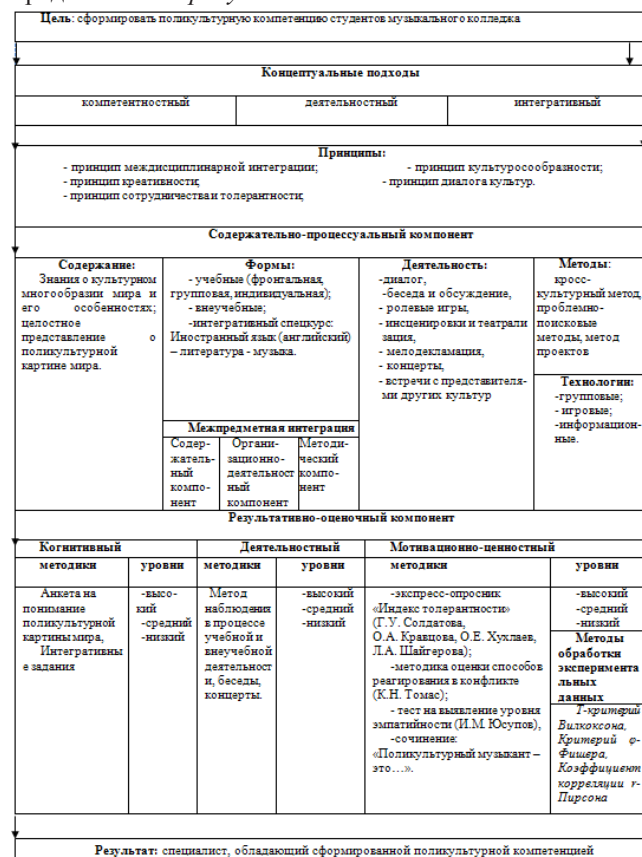 Цель: сформировать поликультурную компетенцию студентов музыкального колледжа
Концептуальные подходы
компетентностный
деятельностный
интегративный
Принципы:
- принцип междисциплинарной интеграции;
- принцип культуросообразности;
- принцип креативности;
- принцип диалога культур.
- принцип сотрудничества и толерантности;
Содержательно-процессуальный компонент
Содержание:
Знания о культурном
многообразии мира и
его особенностях;
целостное
представление о
поликультурной
картине мира.
Формы:
- учебные (фронтальная,
групповая, индивидуальная);
- внеучебные;
-интегративный спецкурс:
Иностранный язык (английский)
– литература - музыка.
Межпредметная интеграция
Содер-
жатель-
ный
компо-
нент
Органи-
зационно-
деятельност
ный
компонент
Методи-
ческий
компо-
нент
Деятельность:
-диалог,
-беседа и обсуждение,
- ролевые игры,
- инсценировки и театрали
зация,
- мелодекламация,
- концерты,
- встречи с представителя-
ми других культур
Методы:
кросс-
культурный метод,
проблемно-
поисковые
методы, метод
проектов
Технологии:
-групповые;
- игровые;
-информацион-
ные.
Результативно-оценочный компонент
Когнитивный
Деятельностный
Мотивационно-ценностный
методики
уровни
методики
уровни
методики
уровни
Анкета на
понимание
поликультурной
картины мира,
Интегративны
е задания
-высо-
кий
-средний
-низкий
Метод
наблюдения
в процессе
учебной и
внеучебной
деятельност
и, беседы,
концерты.
-высокий
-средний
-низкий
-экспресс-опросник
«Индекс толерантности»
(Г.У. Солдатова,
О.А. Кравцова, О.Е. Хухлаев,
Л.А. Шайгерова);
-методика оценки способов
реагирования в конфликте
(К.Н. Томас);
- тест на выявление уровня
эмпатийности (И.М. Юсупов),
-сочинение:
«Поликультурный музыкант –
это…».
-высокий
-средний
-низкий
Методы
обработки
эксперимента
льных
данных
Т-критерий
Вилкоксона,
Критерий φ-
Фишера,
Коэффициент
корреляции r-
Пирсона
Результат: специалист, обладающий сформированной поликультурной компетенцией